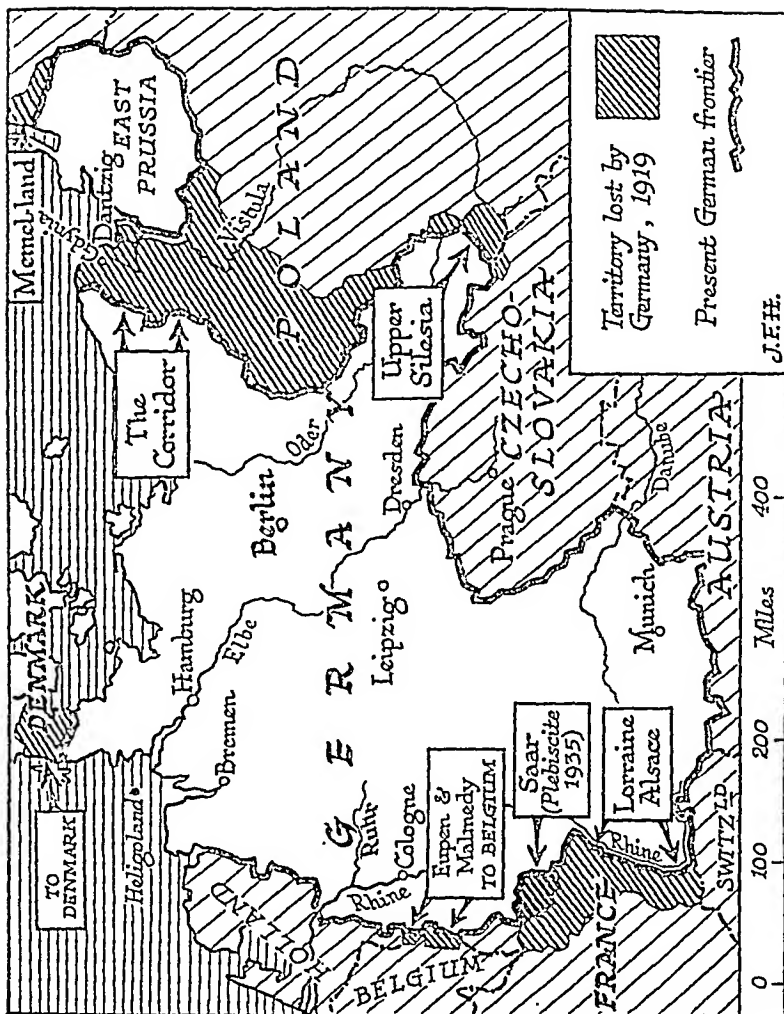 Memel-land
Gdynia
Dantzig
EAST
PRUSSIA
The
Corridor
Vistula
POLAND
DENMARK
TO
DENMARK
Heligoland
Hamburg
Elbe
Bremen
Berlin
Oder
GERMANY
HOLLAND
Ruhr
Leipzig
Dresden
Upper
Silesia
Cologne
Rhine
Eupen &
Malmedy
TO BELGIUM
BELGIUM
Prague
CZECHO-
SLOVAKIA
Saar
(Plebiscite
1935)
Lorraine
Alsace
Rhine
FRANCE
Munich
Danube
SWITZLD
AUSTRIA
Territory lost by
Germany, 1919
Present German frontier
J.F.H.
0 100 200 Miles 400